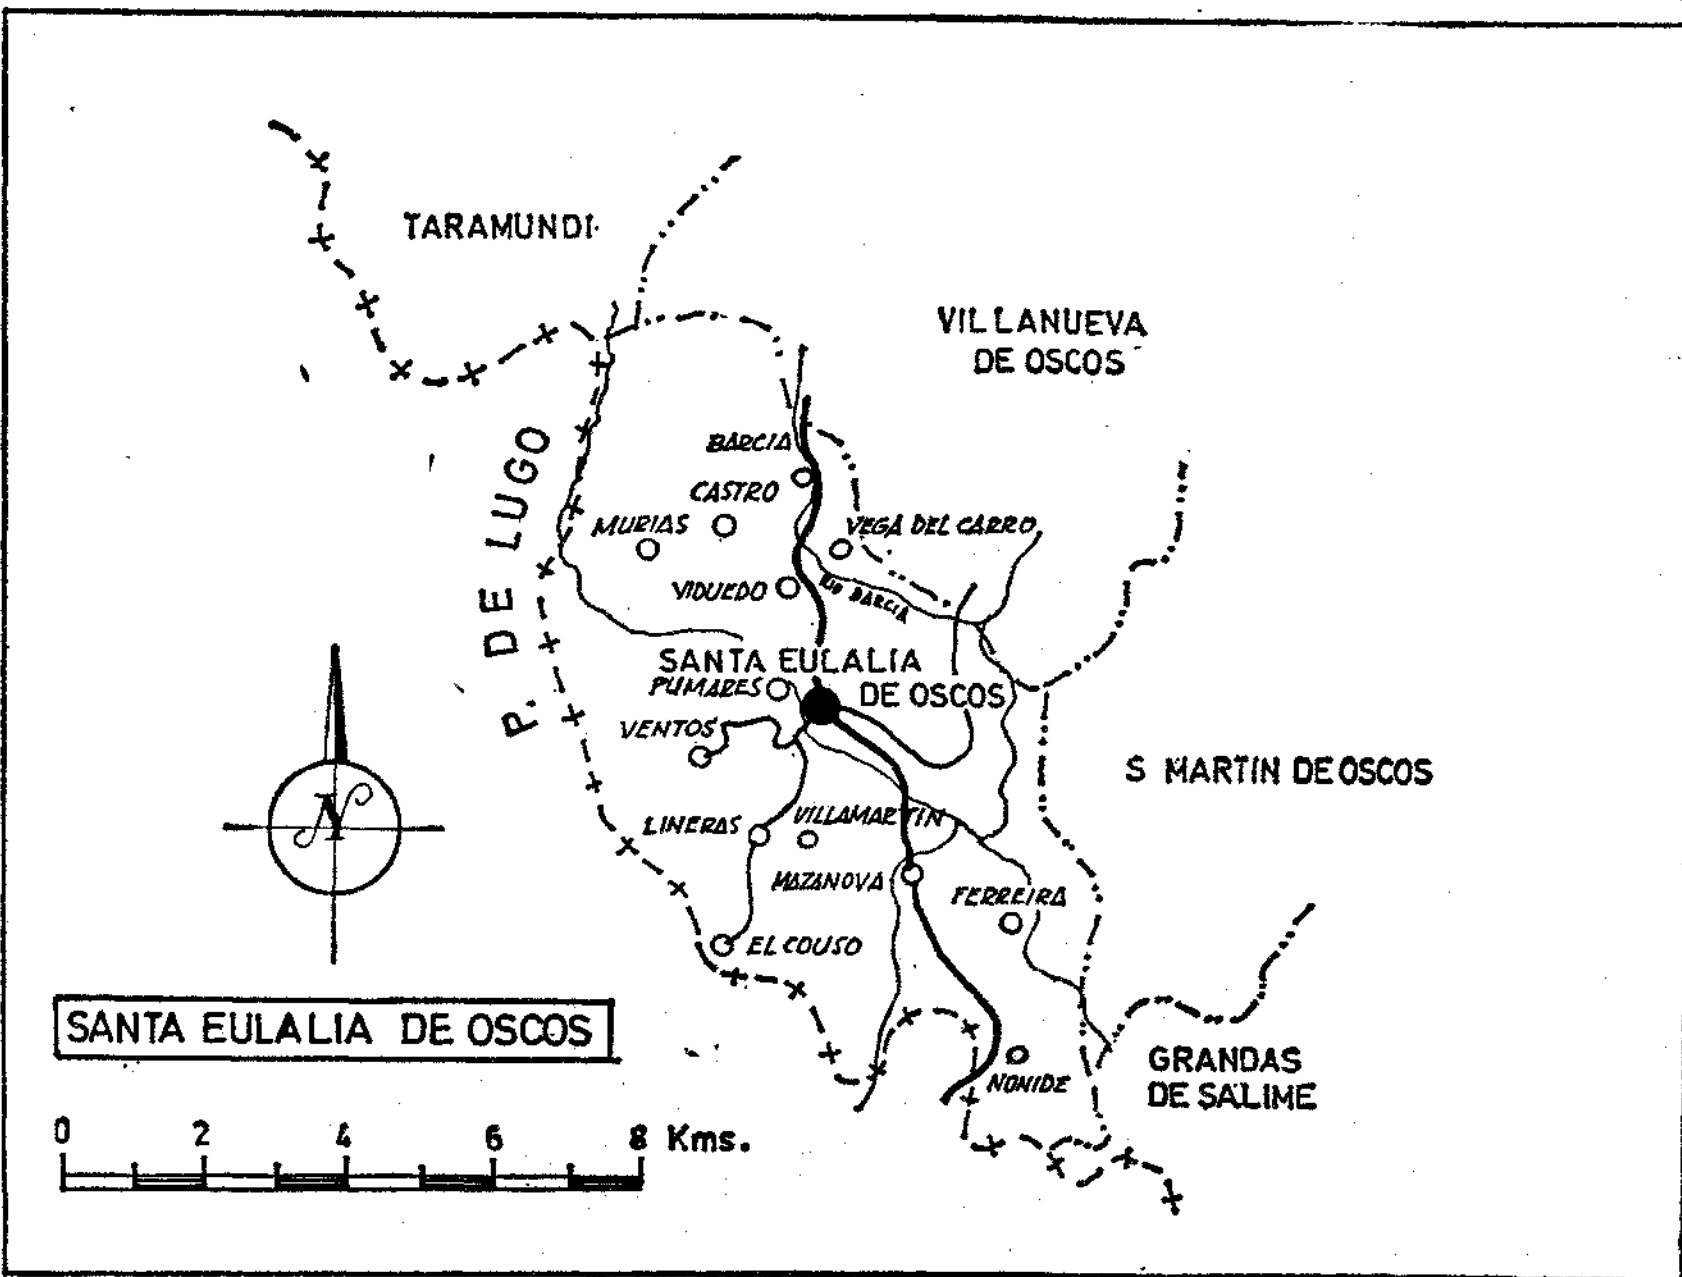 TARAMUNDI
VILLANUEVA
DE OSCOS
P. DE LUGO
BARCIA
CASTRO
MURIAS
VEGA DEL CARRO
VIDUEDO
RIO BARCIA
SANTA EULALIA
DE OSCOS
PUMARES
VENTOS
S MARTIN DE OSCOS
N
LINERAS
VILLAMARTIN
MAZANOVA
FERREIRA
EL COUSO
SANTA EULALIA DE OSCOS
NONIDE
GRANDAS
DE SALIME
0 2 4 6 8 Kms.